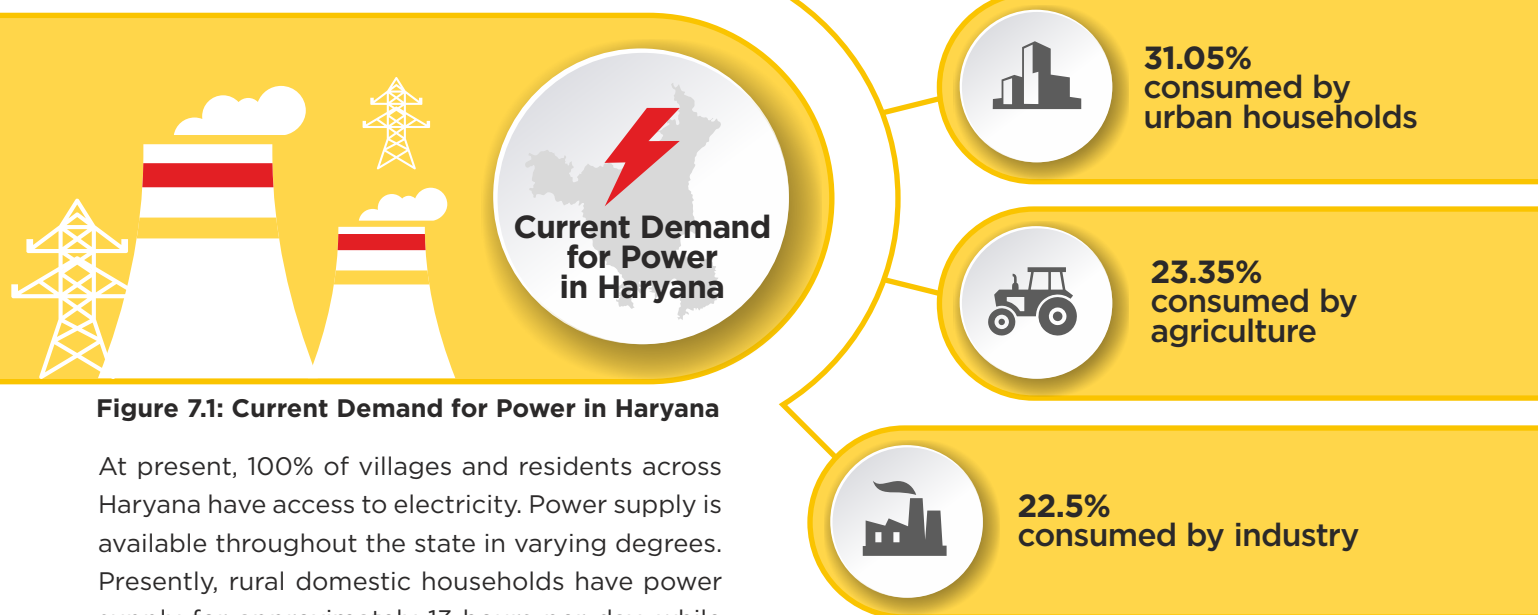 Current Demand
for Power
in Haryana
31.05%
consumed by
urban households
23.35%
consumed by
agriculture
22.5%
consumed by industry
Figure 7.1: Current Demand for Power in Haryana
At present, 100% of villages and residents across
Haryana have access to electricity. Power supply is
available throughout the state in varying degrees.
Presently, rural domestic households have power